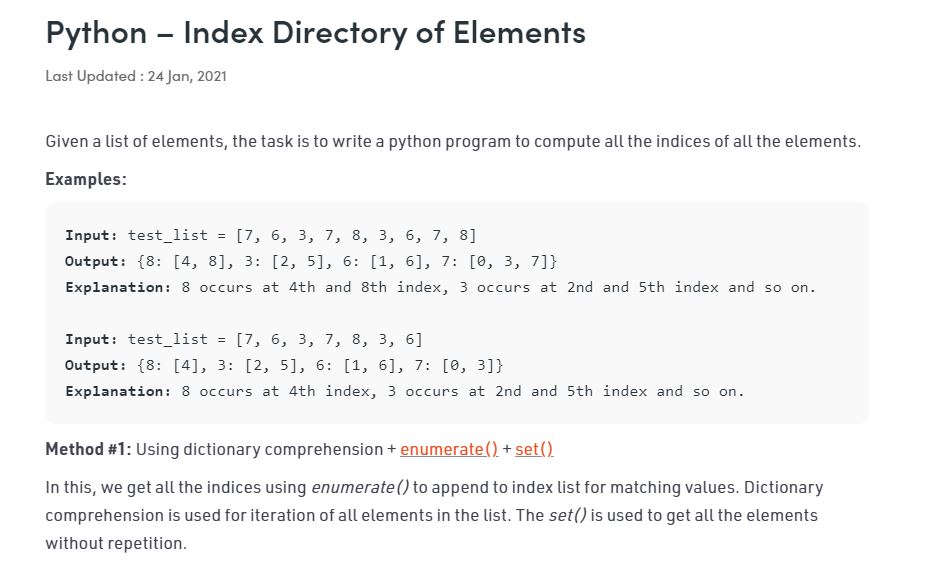 Python – Index Directory of Elements
Last Updated : 24 Jan, 2021
Given a list of elements, the task is to write a python program to compute all the indices of all the elements.
Examples:
Input: test_list = [7, 6, 3, 7, 8, 3, 6, 7, 8]
Output: {8: [4, 8], 3: [2, 5], 6: [1, 6], 7: [0, 3, 7]}
Explanation: 8 occurs at 4th and 8th index, 3 occurs at 2nd and 5th index and so on.
Input: test_list = [7, 6, 3, 7, 8, 3, 6]
Output: {8: [4], 3: [2, 5], 6: [1, 6], 7: [0, 3]}
Explanation: 8 occurs at 4th index, 3 occurs at 2nd and 5th index and so on.
Method #1: Using dictionary comprehension + enumerate() + set()
In this, we get all the indices using enumerate() to append to index list for matching values. Dictionary
comprehension is used for iteration of all elements in the list. The set() is used to get all the elements
without repetition.